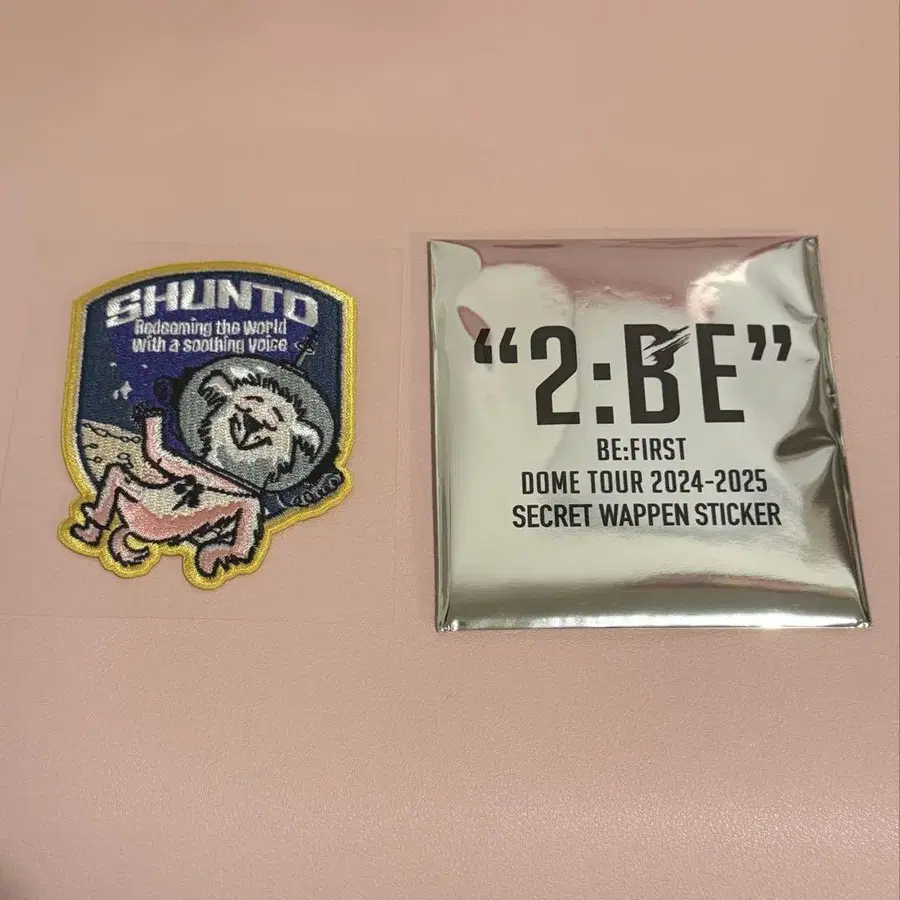 SHUNTO
Redeeming the world
with a soothing voice
“2:BE”
BE:FIRST
DOME TOUR 2024-2025
SECRET WAPPEN STICKER